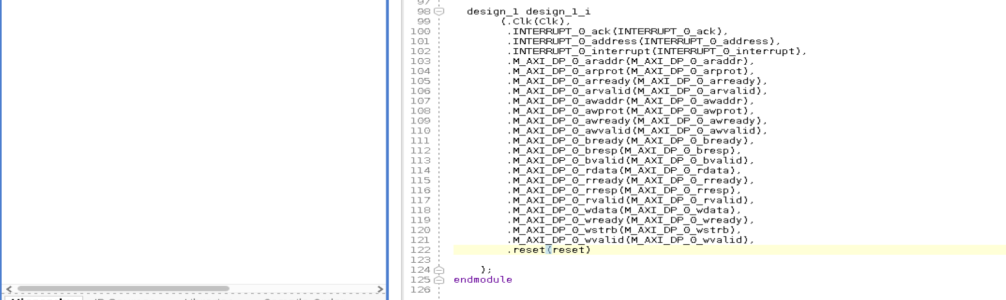 97
98 design_1 design_1_i
99 (.Clk(Clk),
100 .INTERRUPT_0_ack(INTERRUPT_0_ack),
101 .INTERRUPT_0_address(INTERRUPT_0_address),
102 .INTERRUPT_0_interrupt(INTERRUPT_0_interrupt),
103 .M_AXI_DP_0_araddr(M_AXI_DP_0_araddr),
104 .M_AXI_DP_0_arprot(M_AXI_DP_0_arprot),
105 .M_AXI_DP_0_arready(M_AXI_DP_0_arready),
106 .M_AXI_DP_0_arvalid(M_AXI_DP_0_arvalid),
107 .M_AXI_DP_0_awaddr(M_AXI_DP_0_awaddr),
108 .M_AXI_DP_0_awprot(M_AXI_DP_0_awprot),
109 .M_AXI_DP_0_awready(M_AXI_DP_0_awready),
110 .M_AXI_DP_0_awvalid(M_AXI_DP_0_awvalid),
111 .M_AXI_DP_0_bready(M_AXI_DP_0_bready),
112 .M_AXI_DP_0_bresp(M_AXI_DP_0_bresp),
113 .M_AXI_DP_0_bvalid(M_AXI_DP_0_bvalid),
114 .M_AXI_DP_0_rdata(M_AXI_DP_0_rdata),
115 .M_AXI_DP_0_rready(M_AXI_DP_0_rready),
116 .M_AXI_DP_0_rresp(M_AXI_DP_0_rresp),
117 .M_AXI_DP_0_rvalid(M_AXI_DP_0_rvalid),
118 .M_AXI_DP_0_wdata(M_AXI_DP_0_wdata),
119 .M_AXI_DP_0_wready(M_AXI_DP_0_wready),
120 .M_AXI_DP_0_wstrb(M_AXI_DP_0_wstrb),
121 .M_AXI_DP_0_wvalid(M_AXI_DP_0_wvalid),
122 .reset(reset)
123
124 );
125 endmodule
126